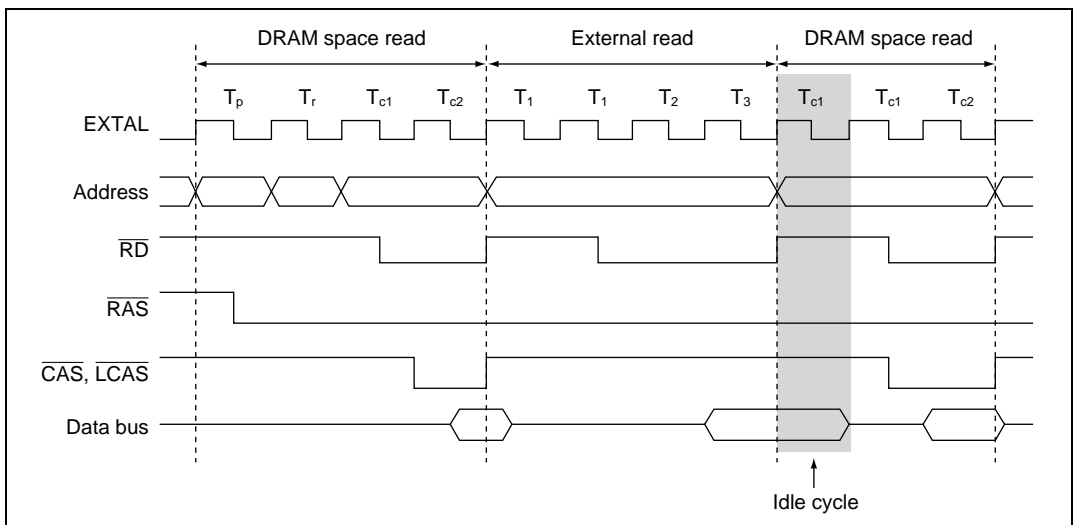 DRAM space read External read DRAM space read
Tp Tr Tc1 Tc2 T1 T1 T2 T3 Tc1 Tc1 Tc2
EXTAL
Address
RD
RAS
CAS, LCAS
Data bus
Idle cycle